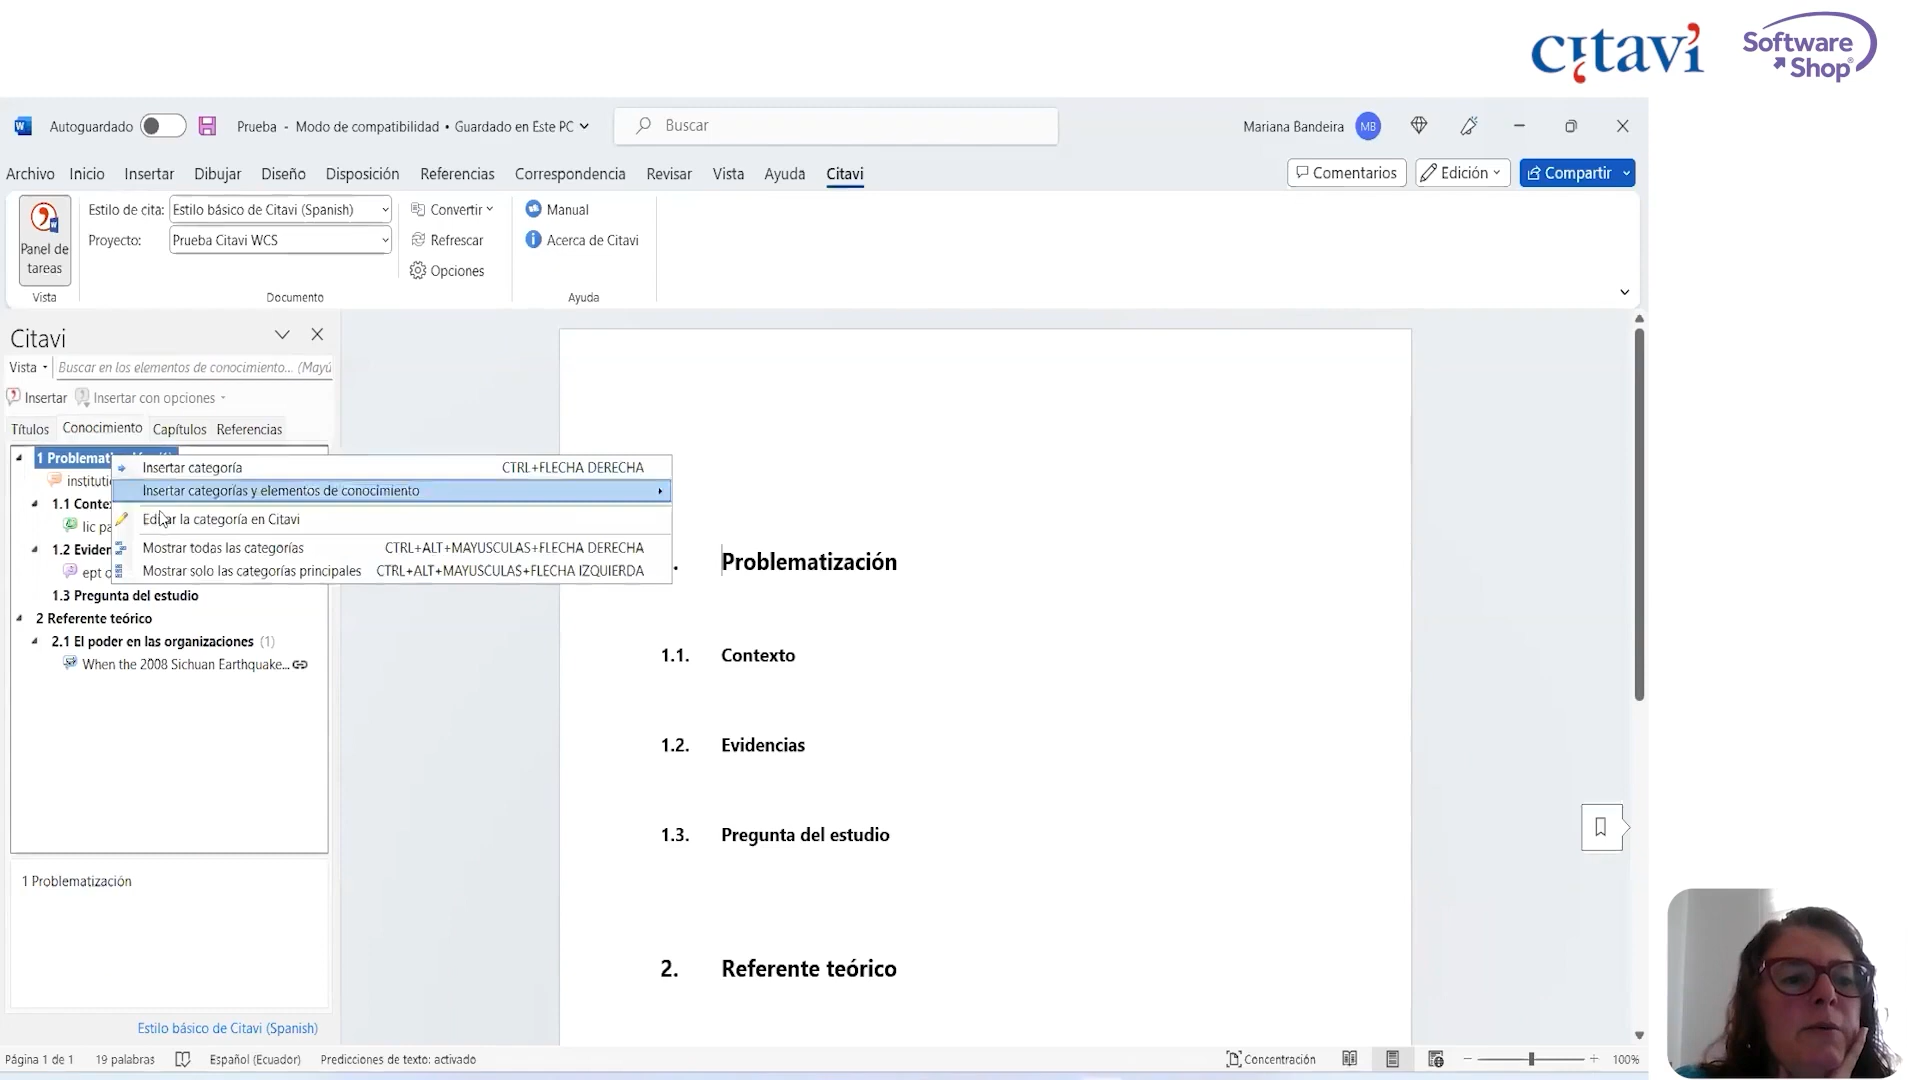 citavi
Software
Shop®
Autoguardado
Prueba - Modo de compatibilidad • Guardado en Este PC
Buscar
Mariana Bandeira
MB
Archivo Inicio Insertar Dibujar Diseño Disposición Referencias Correspondencia Revisar Vista Ayuda Citavi
Comentarios
Edición
Compartir
Panel de
tareas
Vista
Estilo de cita: Estilo básico de Citavi (Spanish)
Proyecto: Prueba Citavi WCS
Convertir
Refrescar
Opciones
Documento
Manual
Acerca de Citavi
Ayuda
Citavi
Vista
Buscar en los elementos de conocimiento... (Mayú
Insertar
Insertar con opciones
Títulos Conocimiento Capítulos Referencias
1 Problemat
instituti
1.1 Conte
lic pa
1.2 Eviden
ept o
1.3 Pregunta del estudio
2 Referente teórico
2.1 El poder en las organizaciones (1)
When the 2008 Sichuan Earthquake...
Insertar categoría CTRL+FLECHA DERECHA
Insertar categorías y elementos de conocimiento
Editar la categoría en Citavi
Mostrar todas las categorías CTRL+ALT+MAYUSCULAS+FLECHA DERECHA
Mostrar solo las categorías principales CTRL+ALT+MAYUSCULAS+FLECHA IZQUIERDA
1 Problematización
Estilo básico de Citavi (Spanish)
. Problematización
1.1. Contexto
1.2. Evidencias
1.3. Pregunta del estudio
2. Referente teórico
Página 1 de 1
19 palabras
Español (Ecuador)
Predicciones de texto: activado
Concentración
100%